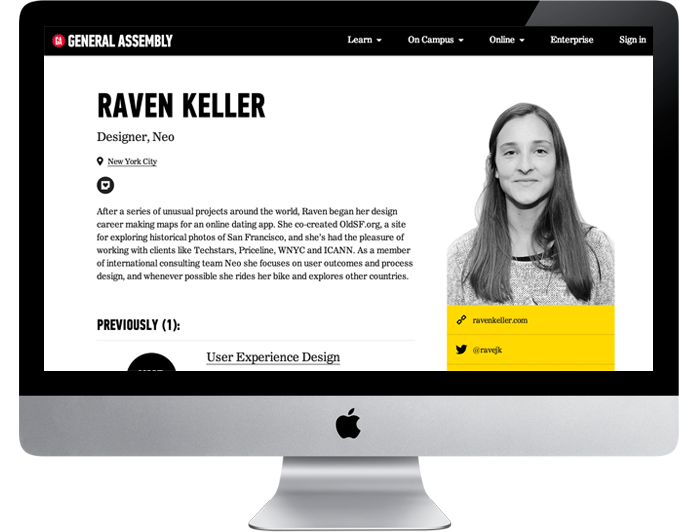 GA GENERAL ASSEMBLY
Learn On Campus Online Enterprise Sign in
RAVEN KELLER
Designer, Neo
New York City
After a series of unusual projects around the world, Raven began her design
career making maps for an online dating app. She co-created OldSF.org, a site
for exploring historical photos of San Francisco, and she's had the pleasure of
working with clients like Techstars, Priceline, WNYC and ICANN. As a member
of international consulting team Neo she focuses on user outcomes and process
design, and whenever possible she rides her bike and explores other countries.
ravenkeller.com
@ravejk
PREVIOUSLY (1):
User Experience Design